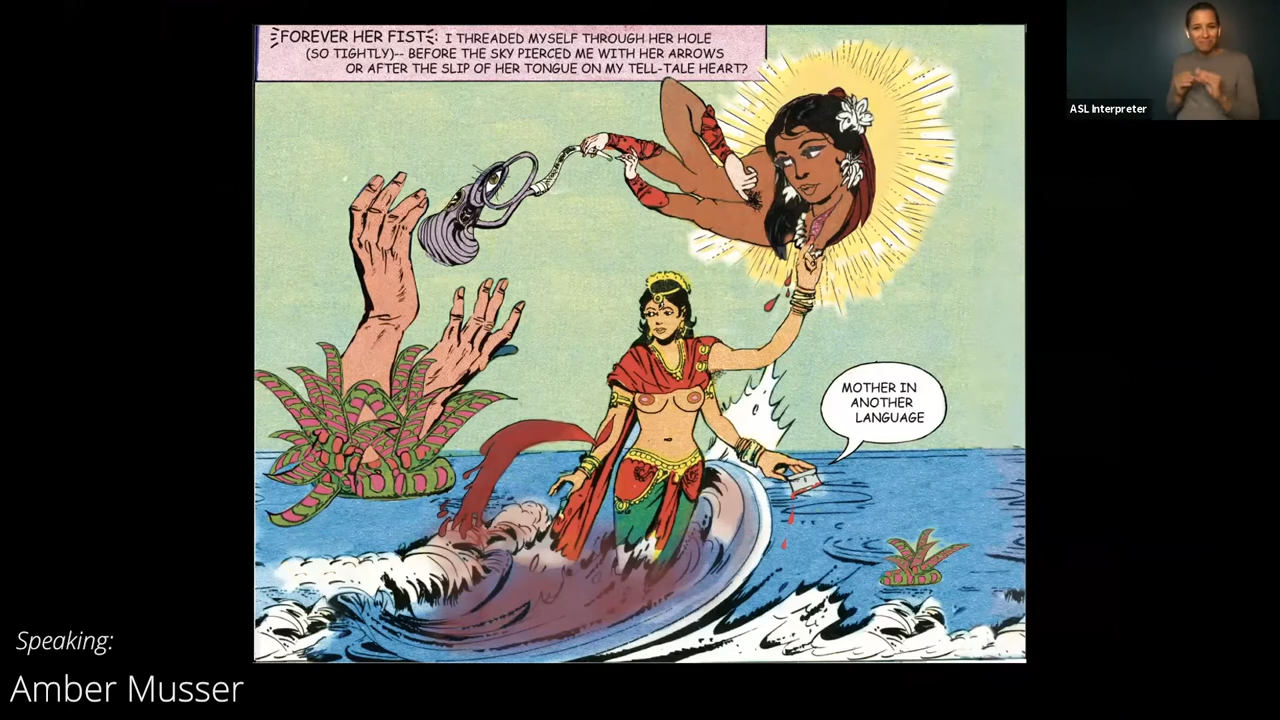 FOREVER HER FIST: I THREADED MYSELF THROUGH HER HOLE
(SO TIGHTLY)-- BEFORE THE SKY PIERCED ME WITH HER ARROWS
OR AFTER THE SLIP OF HER TONGUE ON MY TELL-TALE HEART?
ASL Interpreter
MOTHER IN
ANOTHER
LANGUAGE
Speaking:
Amber Musser